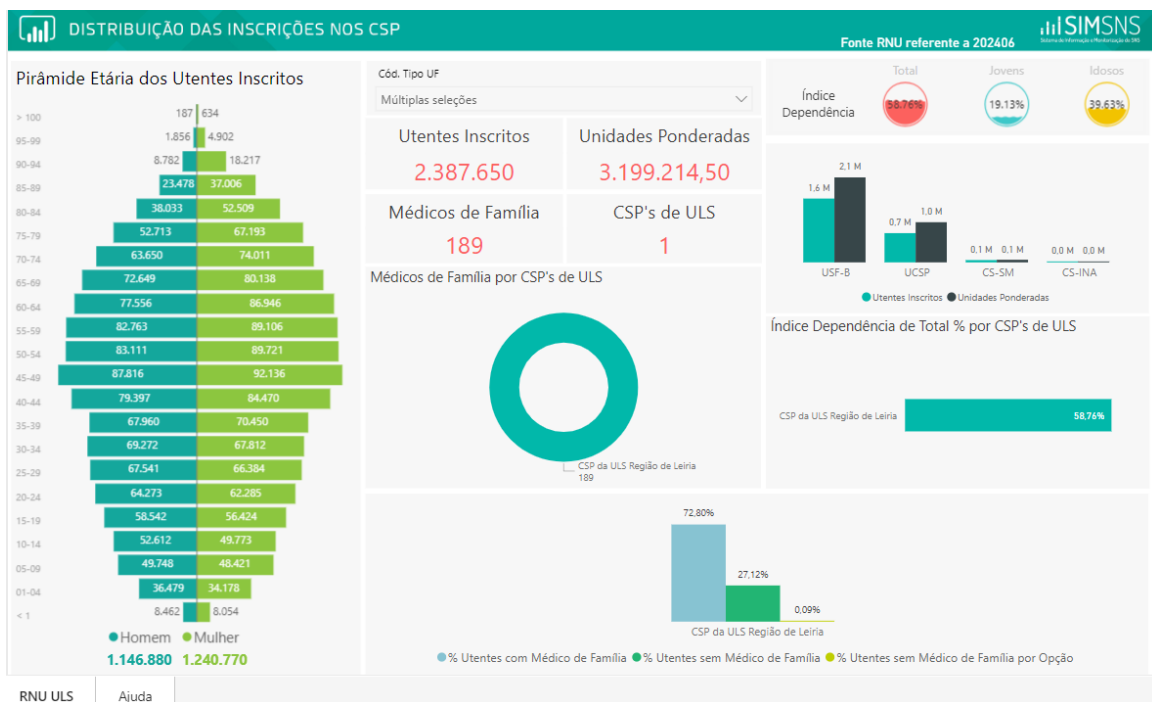 DISTRIBUIÇÃO DAS INSCRIÇÕES NOS CSP
Fonte RNU referente a 202406
SIMSNS
Sistema de Informação e Monitorização do SNS
Pirâmide Etária dos Utentes Inscritos
> 100 187 634
95-99 1.856 4.902
90-94 8.782 18.217
85-89 23.478 37.006
80-84 38.033 52.509
75-79 52.713 67.193
70-74 63.650 74.011
65-69 72.649 80.138
60-64 77.556 86.946
55-59 82.763 89.106
50-54 83.111 89.721
45-49 87.816 92.136
40-44 79.397 84.470
35-39 67.960 70.450
30-34 69.272 67.812
25-29 67.541 66.384
20-24 64.273 62.285
15-19 58.542 56.424
10-14 52.612 49.773
05-09 49.748 48.421
01-04 36.479 34.178
< 1 8.462 8.054
Homem Mulher
1.146.880 1.240.770
Cód. Tipo UF
Múltiplas seleções
Utentes Inscritos
2.387.650
Unidades Ponderadas
3.199.214,50
Médicos de Família
189
CSP's de ULS
1
Médicos de Família por CSP's de ULS
CSP da ULS Região de Leiria
189
Total Jovens Idosos
Índice
Dependência
58.76% 19.13% 39.63%
1,6 M 2,1 M
0,7 M 1,0 M
0,1 M 0,1 M
0,0 M 0,0 M
USF-B UCSP CS-SM CS-INA
Utentes Inscritos Unidades Ponderadas
Índice Dependência de Total % por CSP's de ULS
CSP da ULS Região de Leiria 58,76%
72,80%
27,12%
0,09%
CSP da ULS Região de Leiria
% Utentes com Médico de Família % Utentes sem Médico de Família % Utentes sem Médico de Família por Opção
RNU ULS Ajuda